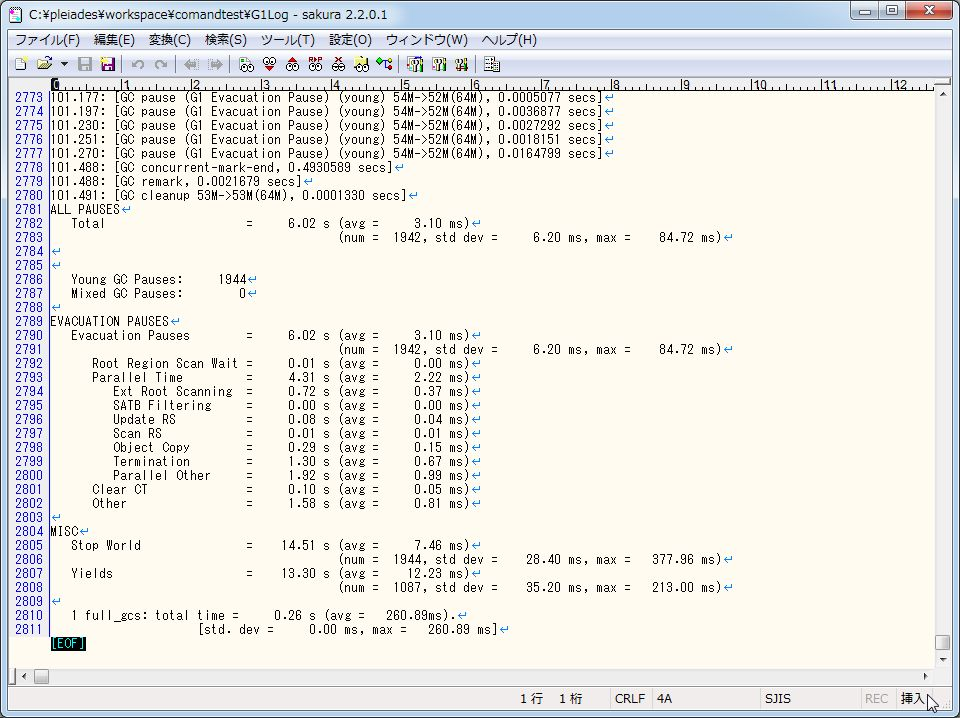 C:¥pleiades¥workspace¥comandtest¥G1Log - sakura 2.2.0.1
ファイル(F) 編集(E) 変換(C) 検索(S) ツール(T) 設定(O) ウィンドウ(W) ヘルプ(H)
0 1 2 3 4 5 6 7 8 9 10 11 12
2773 101.177: [GC pause (G1 Evacuation Pause) (young) 54M->52M(64M), 0.0005077 secs]↵
2774 101.197: [GC pause (G1 Evacuation Pause) (young) 54M->52M(64M), 0.0036877 secs]↵
2775 101.230: [GC pause (G1 Evacuation Pause) (young) 54M->52M(64M), 0.0027292 secs]↵
2776 101.251: [GC pause (G1 Evacuation Pause) (young) 54M->52M(64M), 0.0018151 secs]↵
2777 101.270: [GC pause (G1 Evacuation Pause) (young) 54M->52M(64M), 0.0164799 secs]↵
2778 101.488: [GC concurrent-mark-end, 0.4930589 secs]↵
2779 101.488: [GC remark, 0.0021679 secs]↵
2780 101.491: [GC cleanup 53M->53M(64M), 0.0001330 secs]↵
2781 ALL PAUSES↵
2782    Total                    =     6.02 s (avg =     3.10 ms)↵
2783                                          (num =  1942, std dev =     6.20 ms, max =    84.72 ms)↵
2784 ↵
2785 ↵
2786    Young GC Pauses:     1944↵
2787    Mixed GC Pauses:        0↵
2788 ↵
2789 EVACUATION PAUSES↵
2790    Evacuation Pauses        =     6.02 s (avg =     3.10 ms)↵
2791                                          (num =  1942, std dev =     6.20 ms, max =    84.72 ms)↵
2792       Root Region Scan Wait =     0.01 s (avg =     0.00 ms)↵
2793       Parallel Time         =     4.31 s (avg =     2.22 ms)↵
2794          Ext Root Scanning  =     0.72 s (avg =     0.37 ms)↵
2795          SATB Filtering     =     0.00 s (avg =     0.00 ms)↵
2796          Update RS          =     0.08 s (avg =     0.04 ms)↵
2797          Scan RS            =     0.01 s (avg =     0.01 ms)↵
2798          Object Copy        =     0.29 s (avg =     0.15 ms)↵
2799          Termination        =     1.30 s (avg =     0.67 ms)↵
2800          Parallel Other     =     1.92 s (avg =     0.99 ms)↵
2801       Clear CT              =     0.10 s (avg =     0.05 ms)↵
2802       Other                 =     1.58 s (avg =     0.81 ms)↵
2803 ↵
2804 MISC↵
2805    Stop World               =    14.51 s (avg =     7.46 ms)↵
2806                                          (num =  1944, std dev =    28.40 ms, max =   377.96 ms)↵
2807    Yields                   =    13.30 s (avg =    12.23 ms)↵
2808                                          (num =  1087, std dev =    35.20 ms, max =   213.00 ms)↵
2809 ↵
2810    1 full_gcs: total time =     0.26 s (avg =   260.89ms).↵
2811                      [std. dev =     0.00 ms, max =   260.89 ms]↵
[EOF]
1 行 1 桁 CRLF 4A SJIS REC 挿入